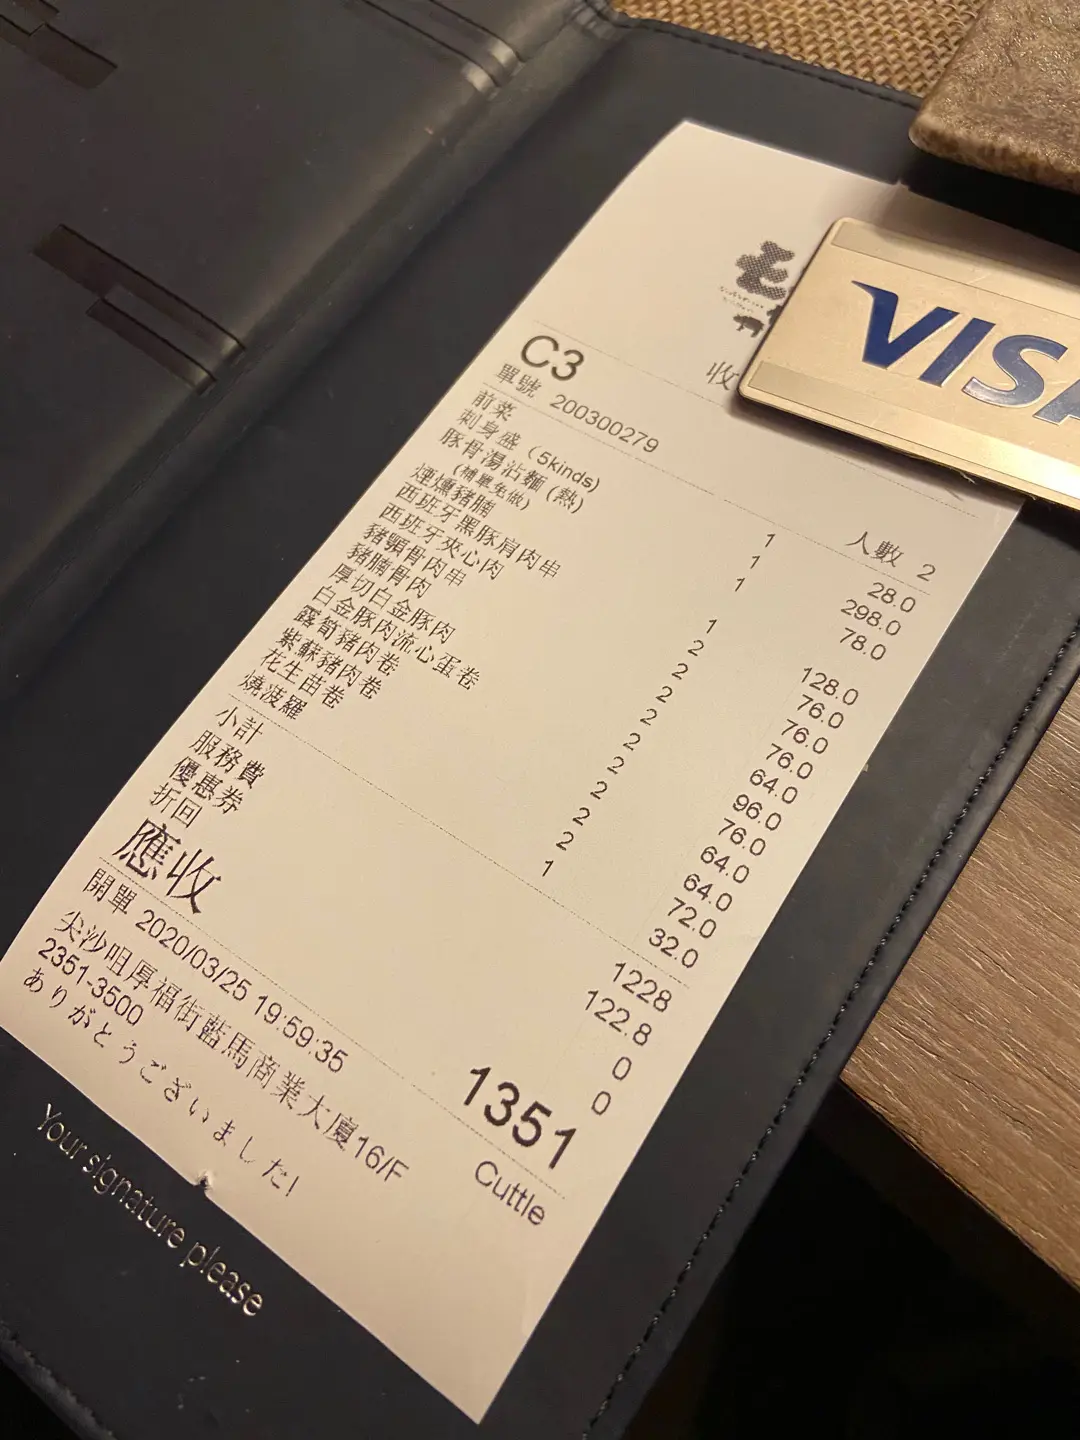 VISA
收
C3
單號 200300279 人數 2
前菜 1 28.0
刺身盛 (5kinds) 1 298.0
豚骨湯沾麵 (熱) 1 78.0
(補單免做)
煙燻豬腩 1 128.0
西班牙黑豚肩肉串 2 76.0
西班牙夾心肉 2 76.0
豬顎骨肉串 2 76.0
豬腩骨肉 2 64.0
厚切白金豚肉 2 96.0
白金豚肉流心蛋卷 2 76.0
露筍豬肉卷 2 64.0
紫蘇豬肉卷 2 64.0
花生苗卷 2 72.0
燒菠蘿 1 32.0
小計 1228
服務費 122.8
優惠券 0
折回 0
應收 1351
開單 2020/03/25 19:59:35 Cuttle
尖沙咀厚福街藍馬商業大廈16/F
2351-3500
ありがとうございました!
Your signature please